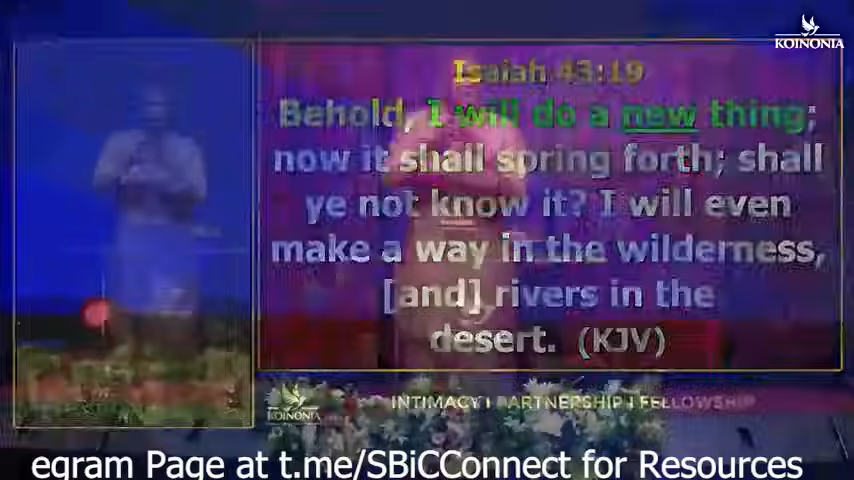 KOINONIA
Isaiah 43:19
Behold, I will do a new thing;
now it shall spring forth; shall
ye not know it? I will even
make a way in the wilderness,
[and] rivers in the
desert. (KJV)
KOINONIA
INTIMACY | PARTNERSHIP | FELLOWSHIP
egram Page at t.me/SBiCConnect for Resources